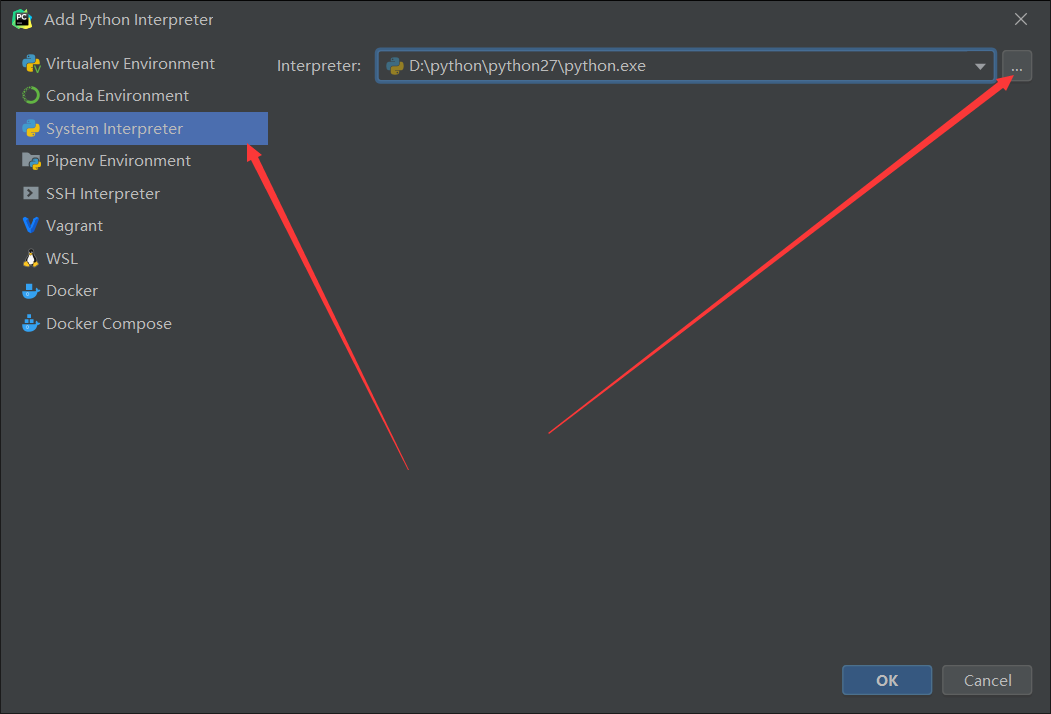 Add Python Interpreter
Virtualenv Environment
Interpreter: D:\python\python27\python.exe ...
Conda Environment
System Interpreter
Pipenv Environment
SSH Interpreter
Vagrant
WSL
Docker
Docker Compose
OK Cancel